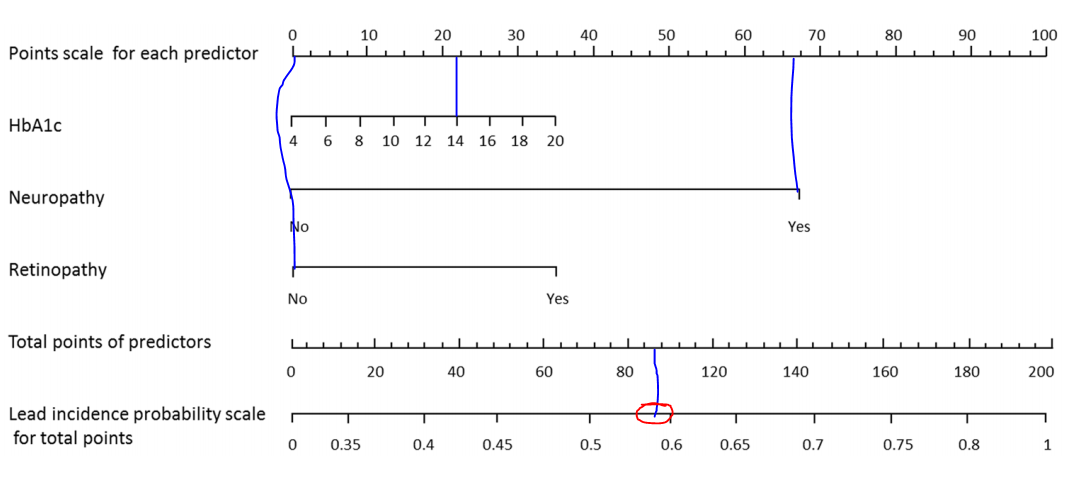 0 10 20 30 40 50 60 70 80 90 100
Points scale for each predictor
HbA1c
4 6 8 10 12 14 16 18 20
Neuropathy
No Yes
Retinopathy
No Yes
Total points of predictors
0 20 40 60 80 120 140 160 180 200
Lead incidence probability scale
for total points
0 0.35 0.4 0.45 0.5 0.6 0.65 0.7 0.75 0.8 1